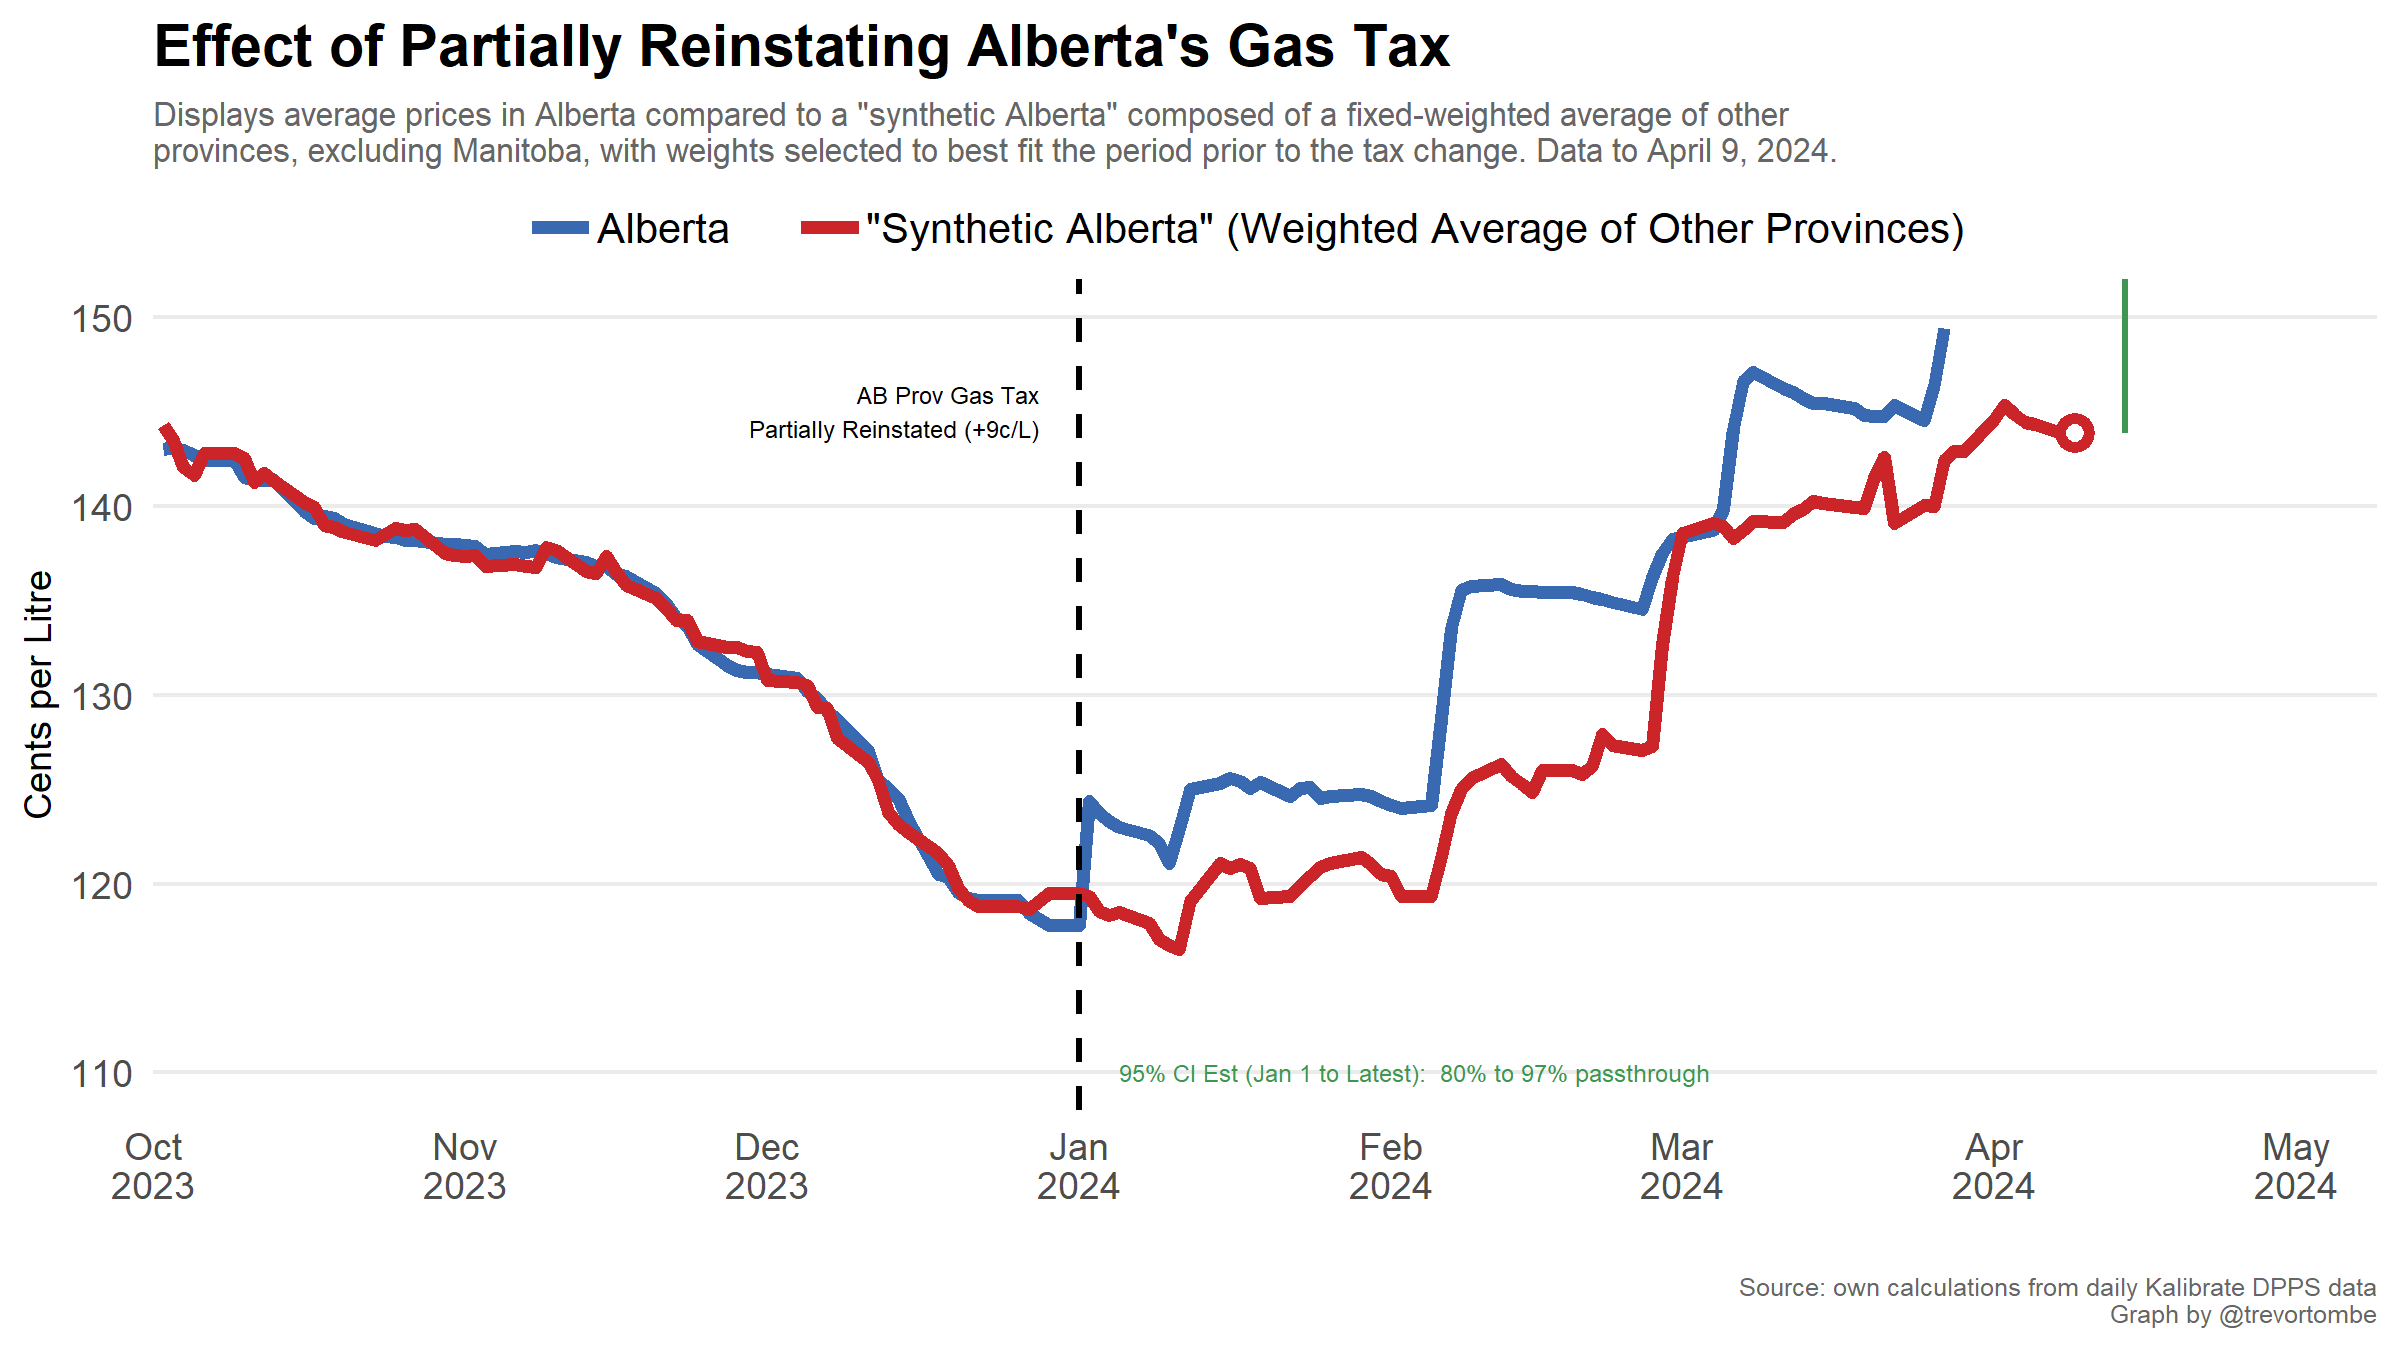 Effect of Partially Reinstating Alberta's Gas Tax
Displays average prices in Alberta compared to a "synthetic Alberta" composed of a fixed-weighted average of other
provinces, excluding Manitoba, with weights selected to best fit the period prior to the tax change. Data to April 9, 2024.
Alberta
"Synthetic Alberta" (Weighted Average of Other Provinces)
Cents per Litre
150
140
130
120
110
AB Prov Gas Tax
Partially Reinstated (+9c/L)
95% CI Est (Jan 1 to Latest):  80% to 97% passthrough
Oct Nov Dec Jan Feb Mar Apr May
2023 2023 2023 2024 2024 2024 2024 2024
Source: own calculations from daily Kalibrate DPPS data
Graph by @trevortombe